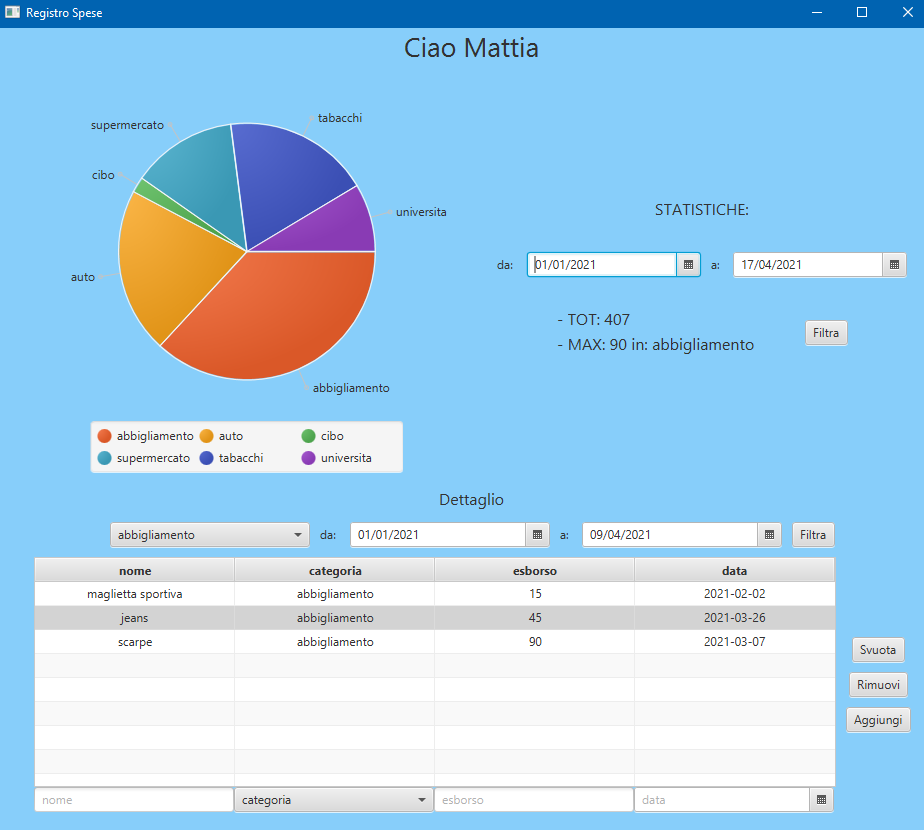 Registro Spese
Ciao Mattia
tabacchi
supermercato
cibo
universita
auto
abbigliamento
STATISTICHE:
da: 01/01/2021 a: 17/04/2021
- TOT: 407
- MAX: 90 in: abbigliamento
Filtra
abbigliamento auto cibo
supermercato tabacchi universita
Dettaglio
abbigliamento da: 01/01/2021 a: 09/04/2021 Filtra
nome categoria esborso data
maglietta sportiva abbigliamento 15 2021-02-02
jeans abbigliamento 45 2021-03-26
scarpe abbigliamento 90 2021-03-07
Svuota
Rimuovi
Aggiungi
nome categoria esborso data